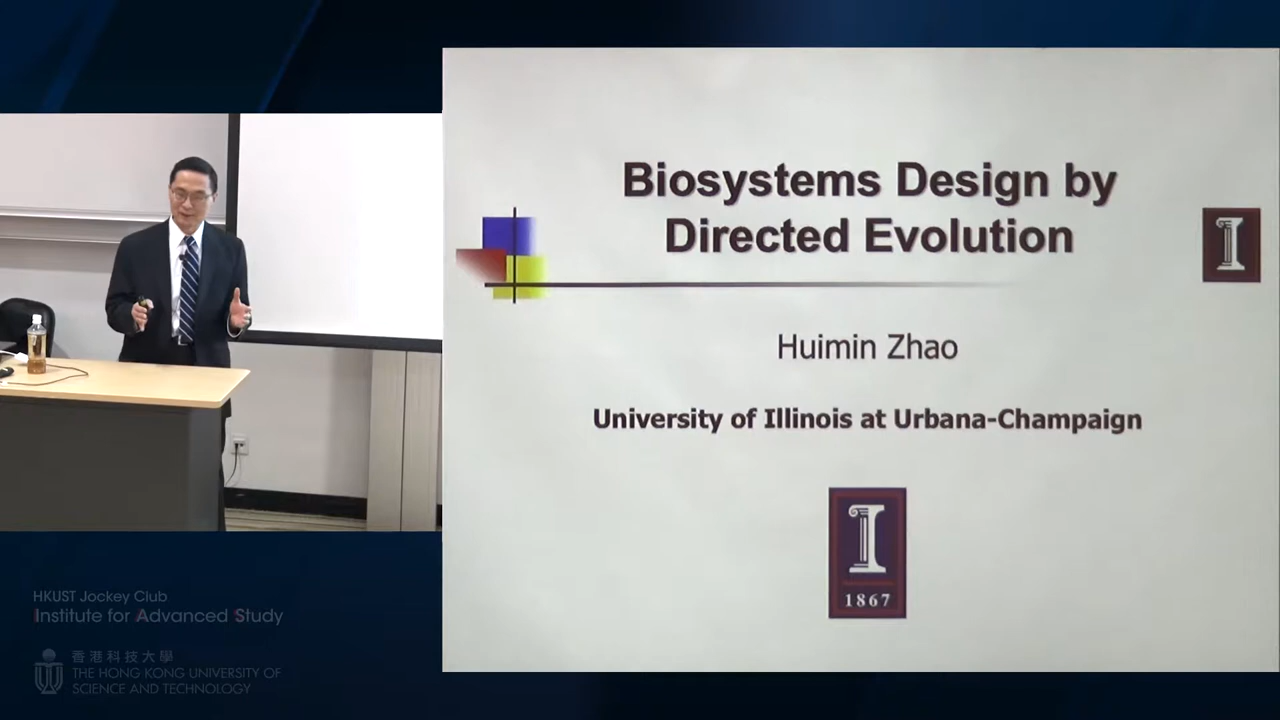 Biosystems Design by
Directed Evolution
Huimin Zhao
University of Illinois at Urbana-Champaign
I
I
1867
HKUST Jockey Club
Institute for Advanced Study
香港科技大學
THE HONG KONG UNIVERSITY OF
SCIENCE AND TECHNOLOGY